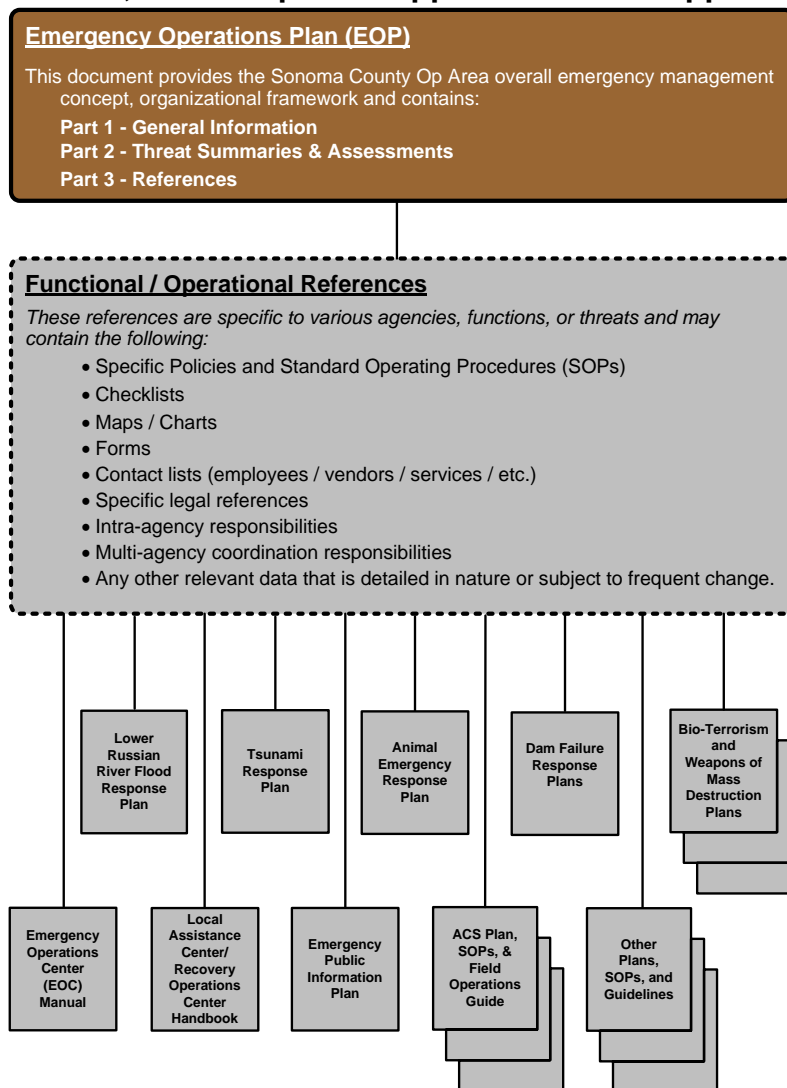 Emergency Operations Plan (EOP)
This document provides the Sonoma County Op Area overall emergency management
concept, organizational framework and contains:
Part 1 - General Information
Part 2 - Threat Summaries & Assessments
Part 3 - References
Functional / Operational References
These references are specific to various agencies, functions, or threats and may
contain the following:
• Specific Policies and Standard Operating Procedures (SOPs)
• Checklists
• Maps / Charts
• Forms
• Contact lists (employees / vendors / services / etc.)
• Specific legal references
• Intra-agency responsibilities
• Multi-agency coordination responsibilities
• Any other relevant data that is detailed in nature or subject to frequent change.
Lower
Russian
River Flood
Response
Plan
Tsunami
Response
Plan
Animal
Emergency
Response
Plan
Dam Failure
Response
Plans
Bio-Terrorism
and
Weapons of
Mass
Destruction
Plans
Emergency
Operations
Center
(EOC)
Manual
Local
Assistance
Center/
Recovery
Operations
Center
Handbook
Emergency
Public
Information
Plan
ACS Plan,
SOPs, &
Field
Operations
Guide
Other
Plans,
SOPs, and
Guidelines